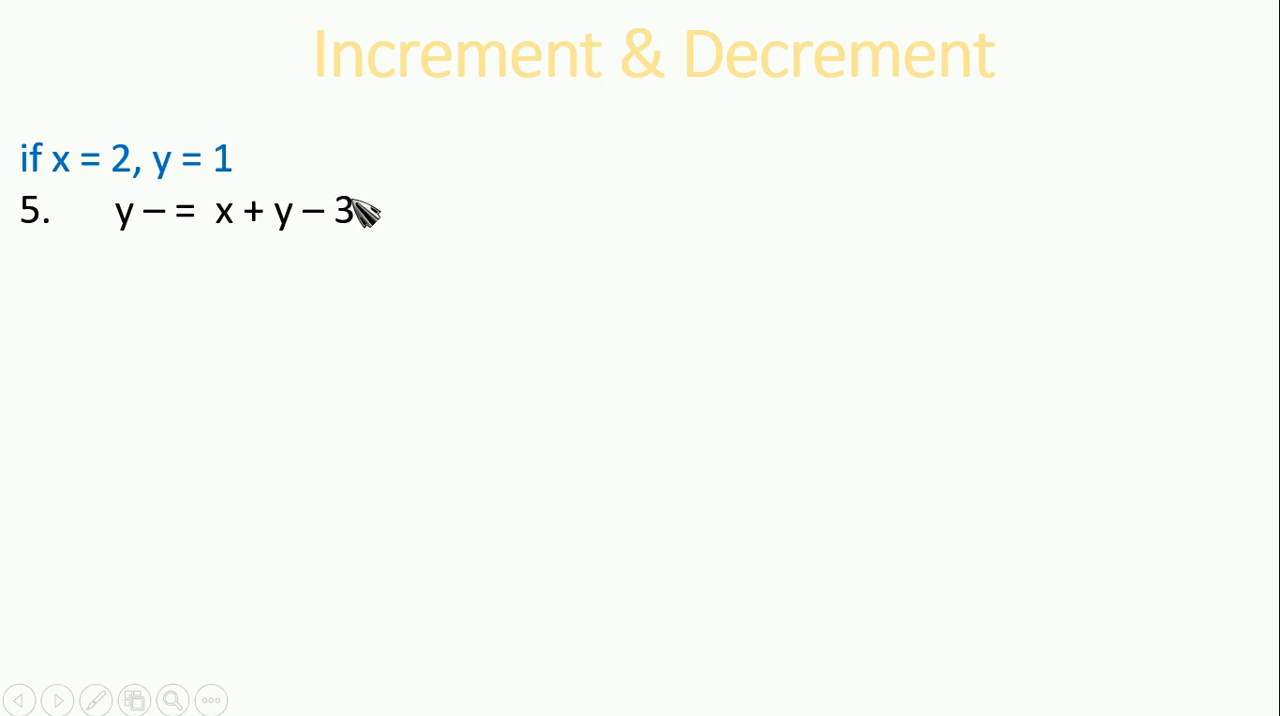 Increment & Decrement
if x = 2, y = 1
5. y – = x + y – 3